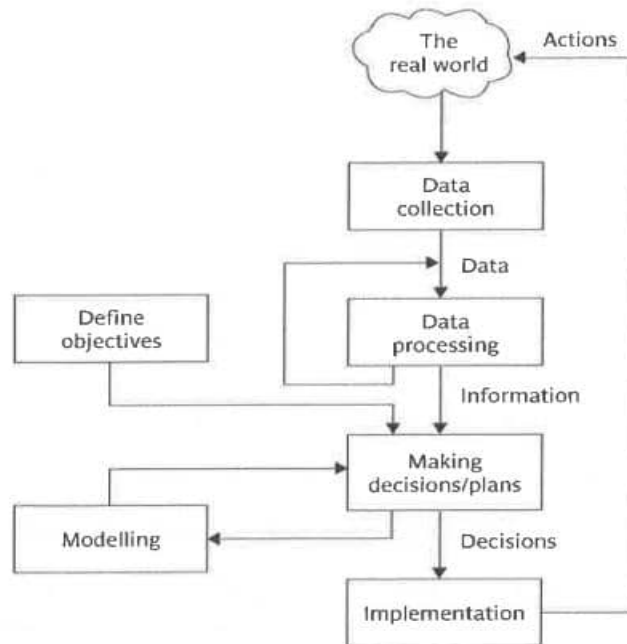 The
real world
Actions
Data
collection
Data
Define
objectives
Data
processing
Information
Making
decisions/plans
Modelling
Decisions
Implementation